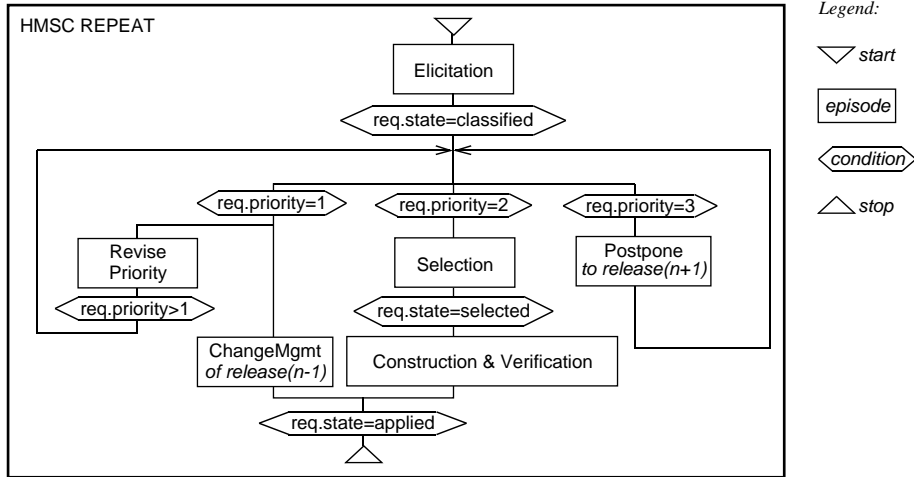 HMSC REPEAT
Elicitation
req.state=classified
req.priority=1
req.priority=2
req.priority=3
Revise
Priority
req.priority>1
Selection
req.state=selected
Postpone
to release(n+1)
ChangeMgmt
of release(n-1)
Construction & Verification
req.state=applied
Legend:
start
episode
condition
stop